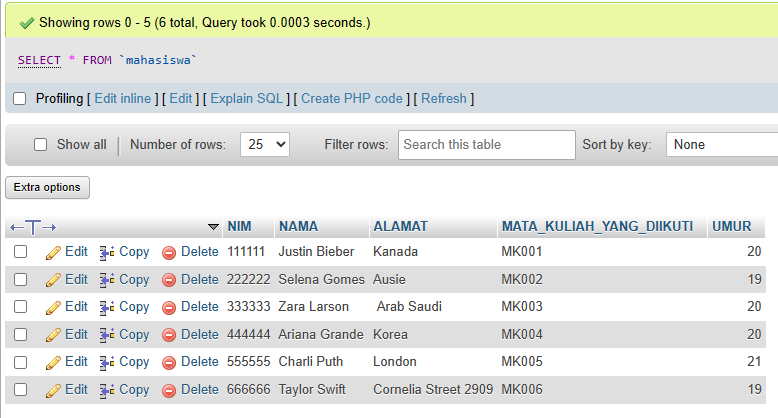 Showing rows 0 - 5 (6 total, Query took 0.0003 seconds.)
SELECT * FROM `mahasiswa`
Profiling [ Edit inline ] [ Edit ] [ Explain SQL ] [ Create PHP code ] [ Refresh ]
Show all Number of rows: 25 Filter rows: Search this table Sort by key: None
Extra options
←T→ NIM NAMA ALAMAT MATA_KULIAH_YANG_DIIKUTI UMUR
Edit Copy Delete 111111 Justin Bieber Kanada MK001 20
Edit Copy Delete 222222 Selena Gomes Ausie MK002 19
Edit Copy Delete 333333 Zara Larson Arab Saudi MK003 20
Edit Copy Delete 444444 Ariana Grande Korea MK004 20
Edit Copy Delete 555555 Charli Puth London MK005 21
Edit Copy Delete 666666 Taylor Swift Cornelia Street 2909 MK006 19